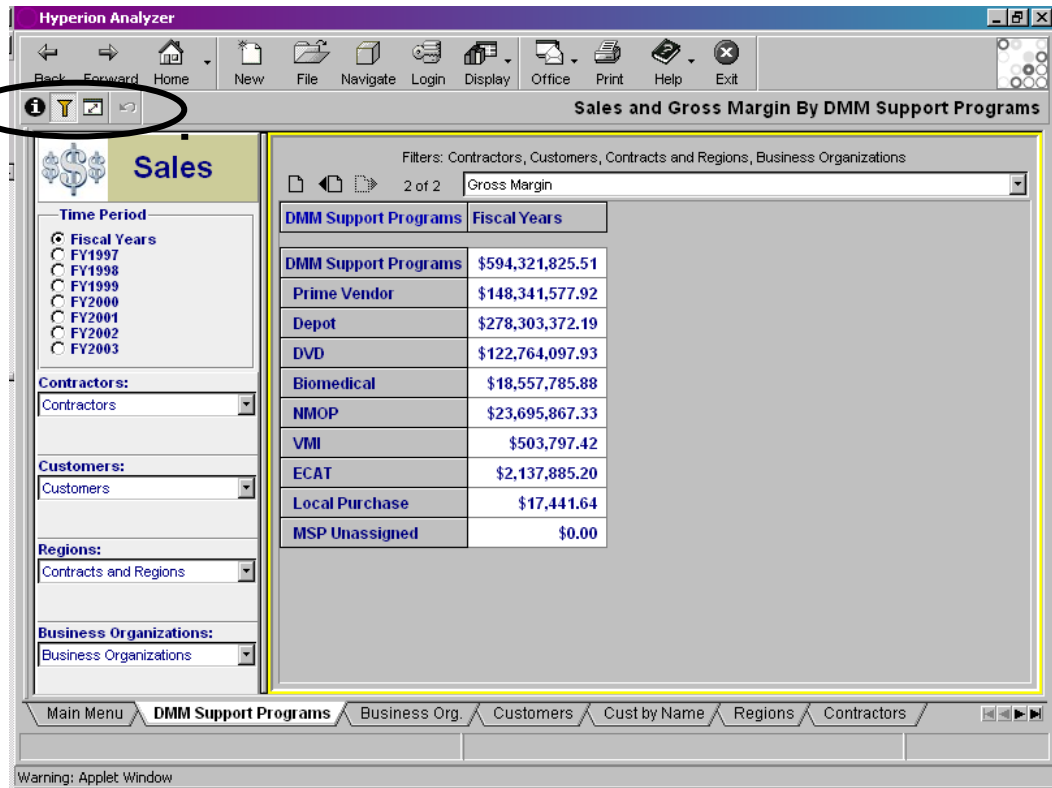 Hyperion Analyzer
Back Forward Home New File Navigate Login Display Office Print Help Exit
Sales and Gross Margin By DMM Support Programs
Sales
Time Period
Fiscal Years
FY1997
FY1998
FY1999
FY2000
FY2001
FY2002
FY2003
Contractors:
Contractors
Customers:
Customers
Regions:
Contracts and Regions
Business Organizations:
Business Organizations
Filters: Contractors, Customers, Contracts and Regions, Business Organizations
2 of 2 Gross Margin
DMM Support Programs Fiscal Years
DMM Support Programs $594,321,825.51
Prime Vendor $148,341,577.92
Depot $278,303,372.19
DVD $122,764,097.93
Biomedical $18,557,785.88
NMOP $23,695,867.33
VMI $503,797.42
ECAT $2,137,885.20
Local Purchase $17,441.64
MSP Unassigned $0.00
Main Menu DMM Support Programs Business Org. Customers Cust by Name Regions Contractors
Warning: Applet Window